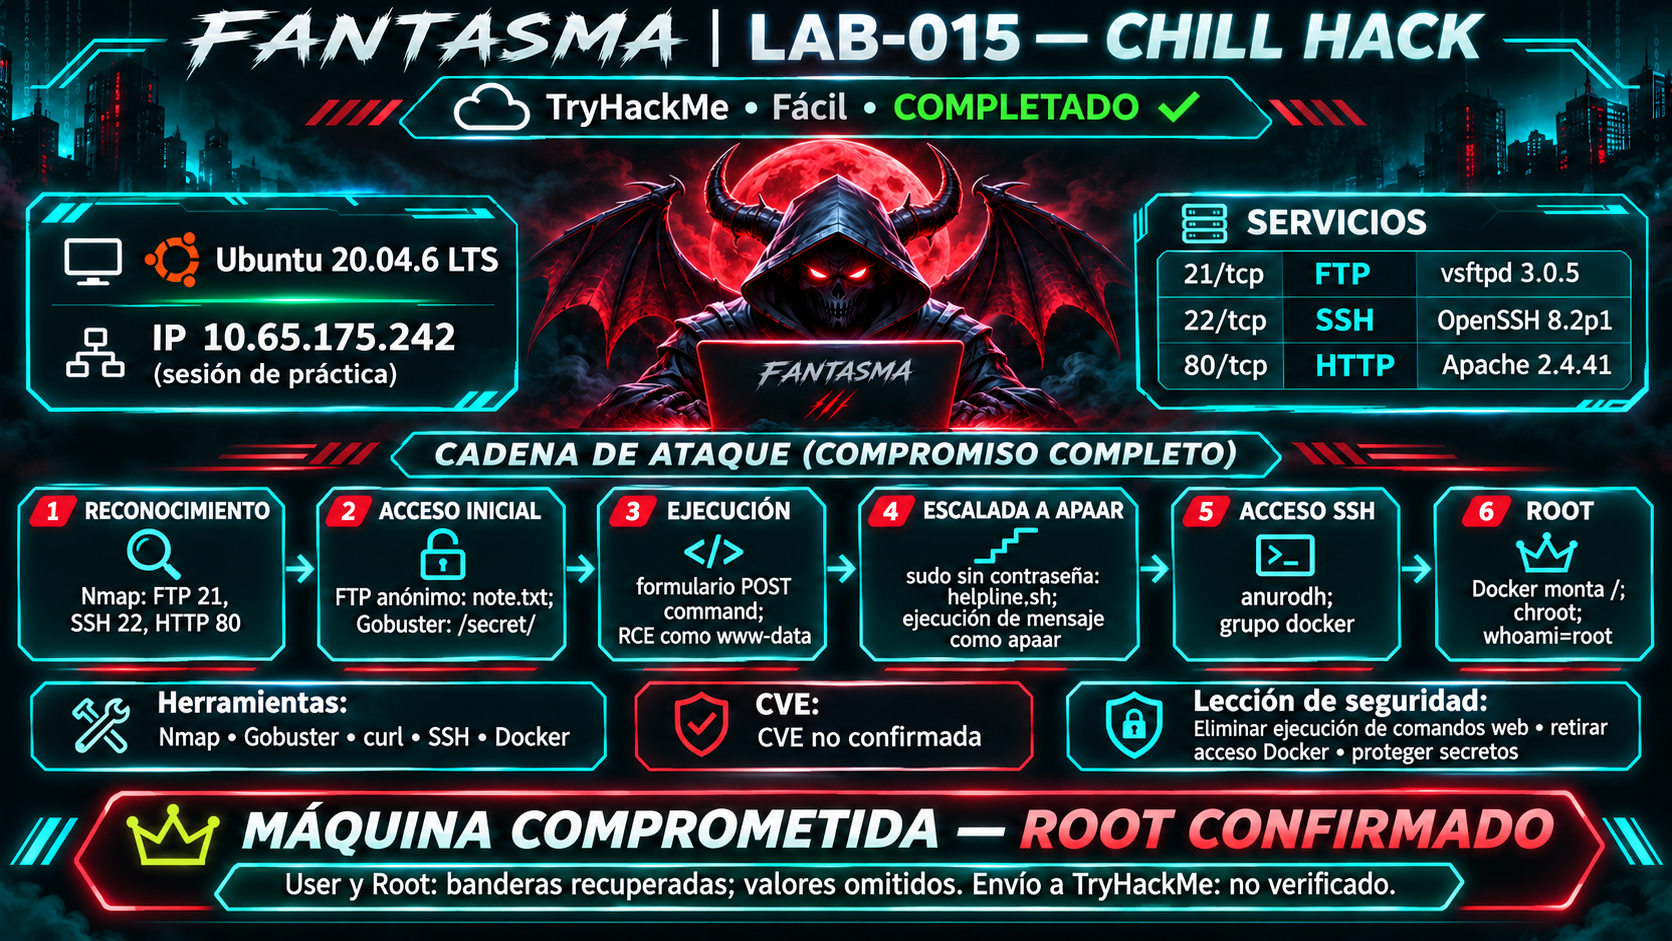 FANTASMA | LAB-015 — CHILL HACK
TryHackMe • Fácil • COMPLETADO ✓
Ubuntu 20.04.6 LTS
IP 10.65.175.242
(sesión de práctica)
SERVICIOS
21/tcp FTP vsftpd 3.0.5
22/tcp SSH OpenSSH 8.2p1
80/tcp HTTP Apache 2.4.41
FANTASMA
CADENA DE ATAQUE (COMPROMISO COMPLETO)
1 RECONOCIMIENTO
Nmap: FTP 21,
SSH 22, HTTP 80
2 ACCESO INICIAL
FTP anónimo: note.txt;
Gobuster: /secret/
3 EJECUCIÓN
</>
formulario POST
command;
RCE como www-data
4 ESCALADA A APAAR
sudo sin contraseña:
helpline,sh;
ejecución de mensaje
como apaar
5 ACCESO SSH
>_
anurodh;
grupo docker
6 ROOT
Docker monta /;
chroot;
whoami=root
Herramientas:
Nmap • Gobuster • curl • SSH • Docker
CVE:
CVE no confirmada
Lección de seguridad:
Eliminar ejecución de comandos web • retirar
acceso Docker • proteger secretos
MÁQUINA COMPROMETIDA — ROOT CONFIRMADO
User y Root: banderas recuperadas; valores omitidos. Envío a TryHackMe: no verificado.